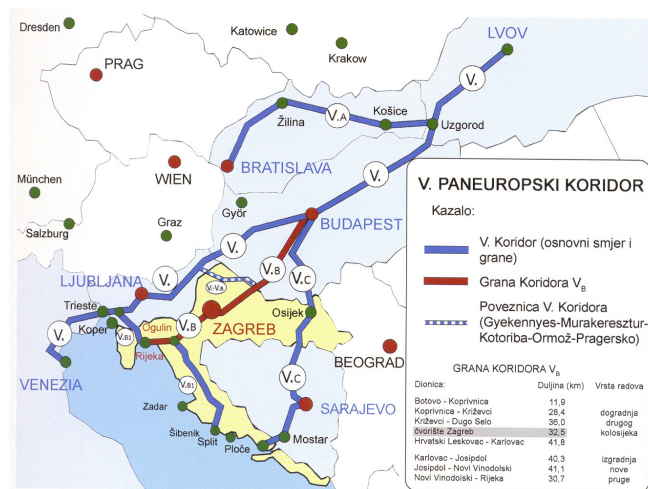 Dresden
Katowice
LVOV
PRAG
Krakow
V.
Žilina
V.A
Košice
Uzgorod
BRATISLAVA
WIEN
V.
München
Győr
BUDAPEST
Salzburg
Graz
V.
V.B
LJUBLJANA
V.
V.-V.B
V.C
Trieste
Koper
V.
V.B1
Ogulin
V.B
ZAGREB
Osijek
Rijeka
BEOGRAD
VENEZIA
V.B1
V.C
Zadar
SARAJEVO
Šibenik
Split
Ploče
Mostar
V. PANEUROPSKI KORIDOR
Kazalo:
V. Koridor (osnovni smjer i
grane)
Grana Koridora VB
Poveznica V. Koridora
(Gyekennyes-Murakeresztur-
Kotoriba-Ormož-Pragersko)
GRANA KORIDORA VB
Dionica: Duljina (km) Vrsta radova
Botovo - Koprivnica 11,9
Koprivnica - Križevci 28,4 dogradnja
Križevci - Dugo Selo 36,0 drugog
čvorište Zagreb 32,5 kolosijeka
Hrvatski Leskovac - Karlovac 41,8
Karlovac - Josipdol 40,3 izgradnja
Josipdol - Novi Vinodolski 41,1 nove
Novi Vinodolski - Rijeka 30,7 pruge